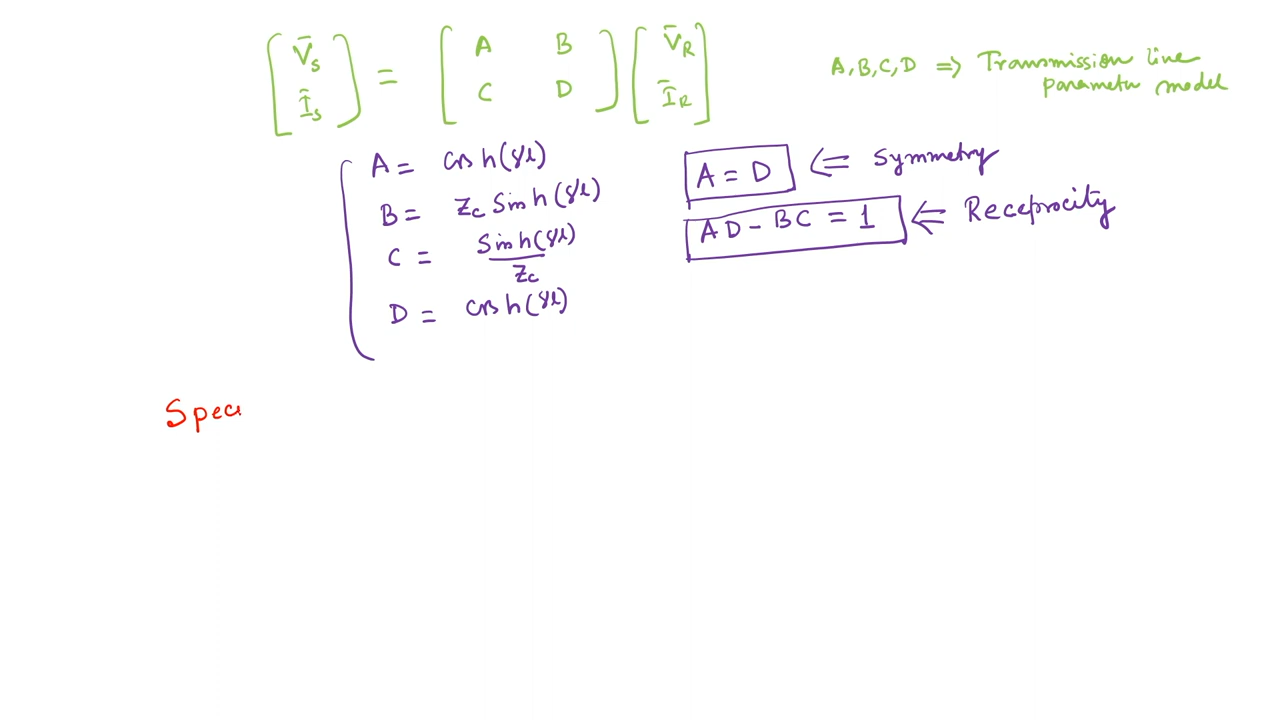 [V̄s Īs] = [A B C D] [V̄R ĪR]
A, B, C, D => Transmission line parameter model
A = cosh(γl)
B = Zc Sinh(γl)
C = Sinh(γl) / Zc
D = cosh(γl)
A = D <= Symmetry
AD - BC = 1 <= Reciprocity
Spec